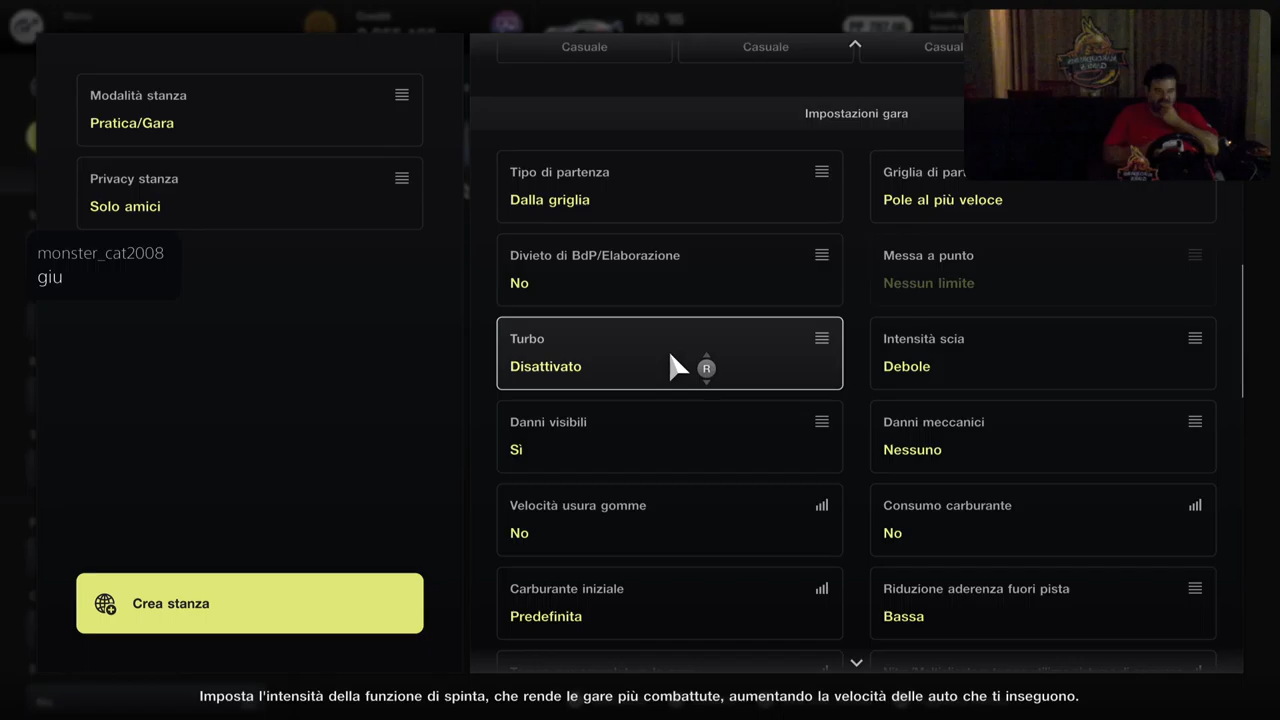 Casuale
Casuale
Casual
Modalità stanza
Pratica/Gara
Privacy stanza
Solo amici
monster_cat2008
giu
Crea stanza
Impostazioni gara
Tipo di partenza
Dalla griglia
Griglia di par
Pole al più veloce
Divieto di BdP/Elaborazione
No
Messa a punto
Nessun limite
Turbo
Disattivato
R
Intensità scia
Debole
Danni visibili
Sì
Danni meccanici
Nessuno
Velocità usura gomme
No
Consumo carburante
No
Carburante iniziale
Predefinita
Riduzione aderenza fuori pista
Bassa
Imposta l'intensità della funzione di spinta, che rende le gare più combattute, aumentando la velocità delle auto che ti inseguono.